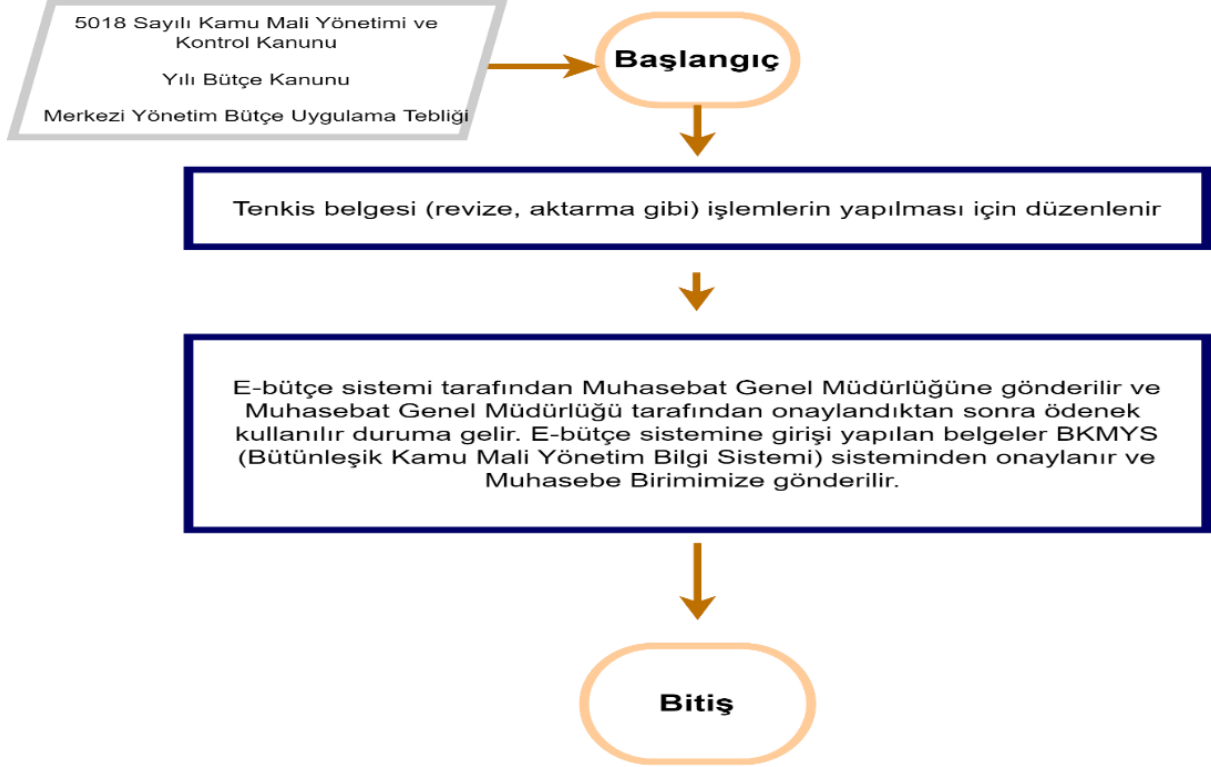 5018 Sayılı Kamu Mali Yönetimi ve
Kontrol Kanunu
Yılı Bütçe Kanunu
Merkezi Yönetim Bütçe Uygulama Tebliği
Başlangıç
Tenkis belgesi (revize, aktarma gibi) işlemlerin yapılması için düzenlenir
E-bütçe sistemi tarafından Muhasebat Genel Müdürlüğüne gönderilir ve
Muhasebat Genel Müdürlüğü tarafından onaylandıktan sonra ödenek
kullanılır duruma gelir. E-bütçe sistemine girişi yapılan belgeler BKMYS
(Bütünleşik Kamu Mali Yönetim Bilgi Sistemi) sisteminden onaylanır ve
Muhasebe Birimimize gönderilir.
Bitiş